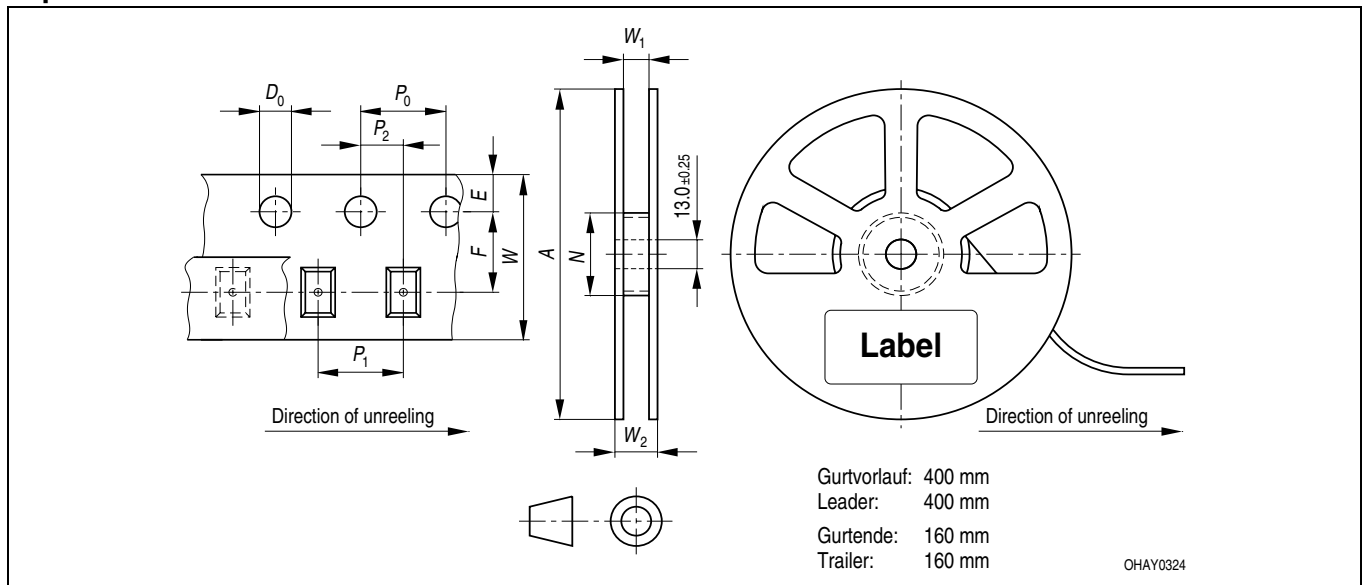 W₁
D₀
P₀
P₂
E
F
W
A
N
13.0±0.25
Label
P₁
Direction of unreeling
W₂
Direction of unreeling
Gurtvorlauf: 400 mm
Leader: 400 mm
Gurtende: 160 mm
Trailer: 160 mm
OHAY0324